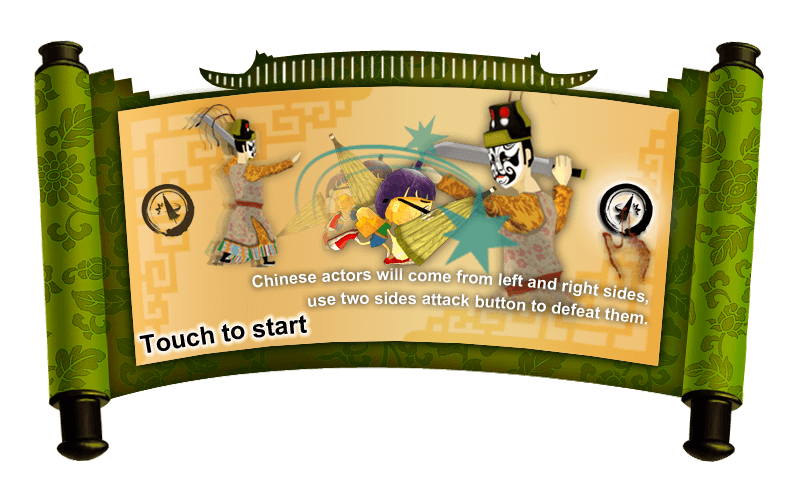 Chinese actors will come from left and right sides,
use two sides attack button to defeat them.
Touch to start